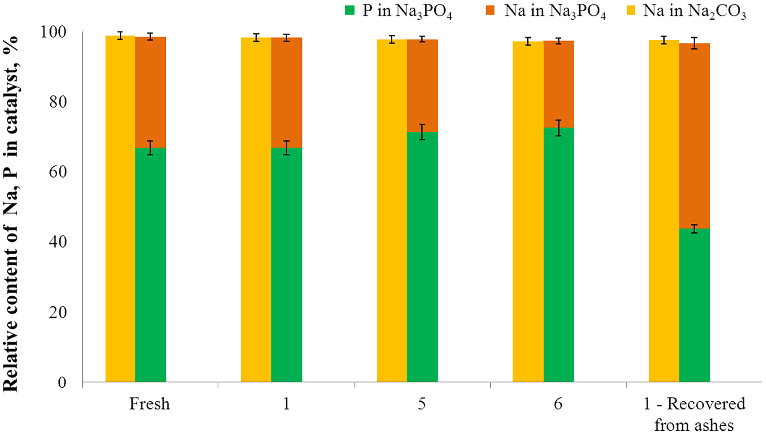 P in Na₃PO₄ Na in Na₃PO₄ Na in Na₂CO₃
Relative content of Na, P in catalyst, %
100
80
60
40
20
0
Fresh 1 5 6 1 - Recovered
from ashes